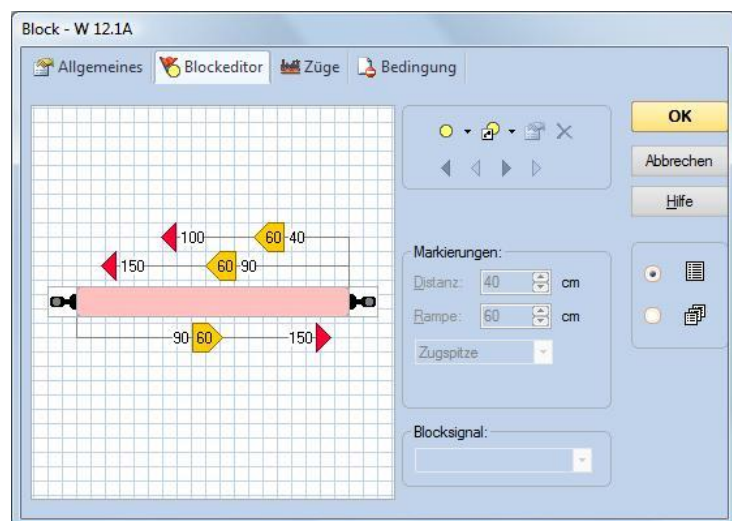 Block - W 12.1A
Allgemeines Blockeditor Züge Bedingung
OK
Abbrechen
Hilfe
100 60 40
150 60 90
90 60 150
Markierungen:
Distanz: 40 cm
Rampe: 60 cm
Zugspitze
Blocksignal: